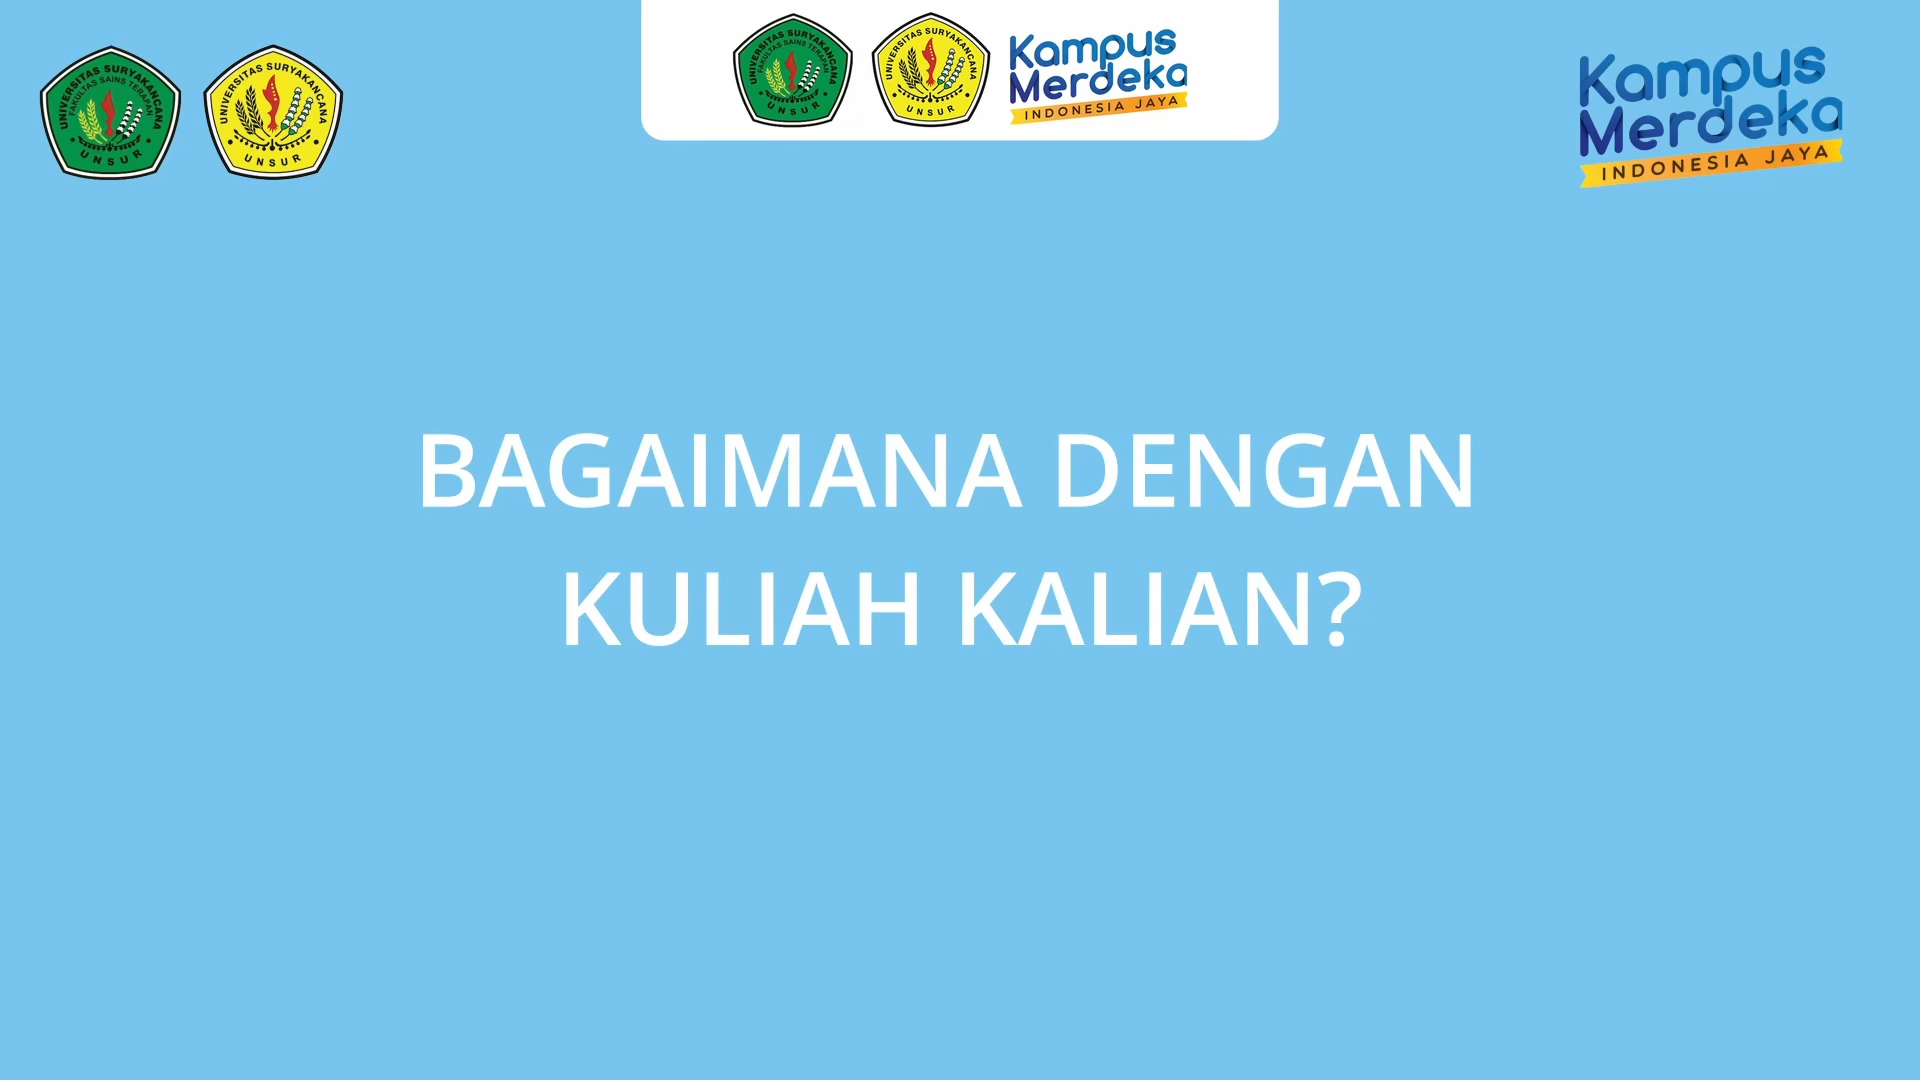 UNIVERSITAS SURYAKANCANA
FAKULTAS SAINS TERAPAN
UNSUR
UNIVERSITAS SURYAKANCANA
UNSUR
UNIVERSITAS SURYAKANCANA
FAKULTAS SAINS TERAPAN
UNSUR
UNIVERSITAS SURYAKANCANA
UNSUR
Kampus
Merdeka
INDONESIA JAYA
Kampus
Merdeka
INDONESIA JAYA
BAGAIMANA DENGAN
KULIAH KALIAN?